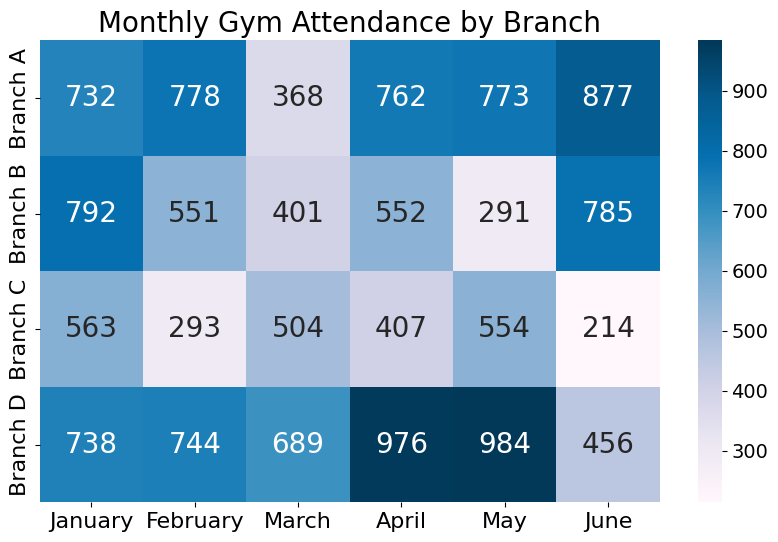 Monthly Gym Attendance by Branch
Branch A
732 778 368 762 773 877
Branch B
792 551 401 552 291 785
Branch C
563 293 504 407 554 214
Branch D
738 744 689 976 984 456
January February March April May June
900
800
700
600
500
400
300